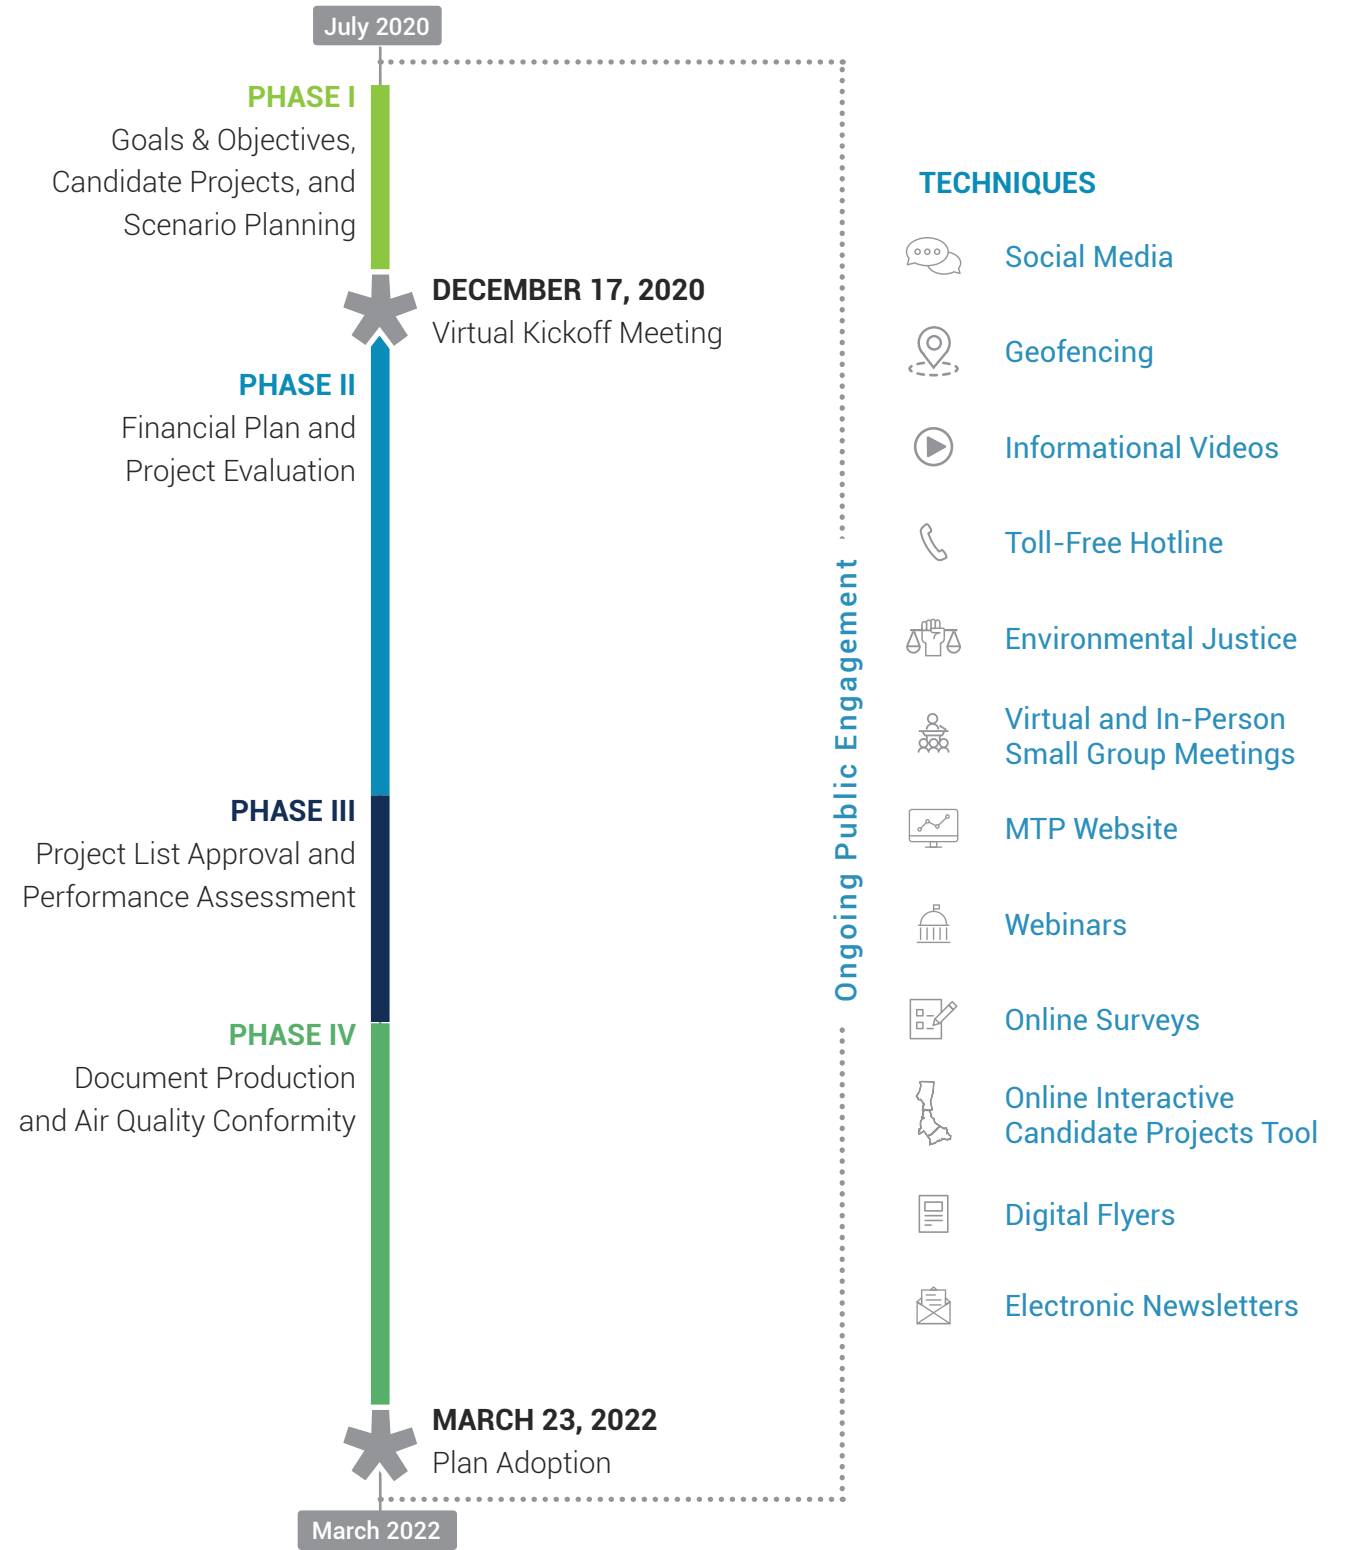 July 2020
PHASE I
Goals & Objectives,
Candidate Projects, and
Scenario Planning
DECEMBER 17, 2020
Virtual Kickoff Meeting
PHASE II
Financial Plan and
Project Evaluation
PHASE III
Project List Approval and
Performance Assessment
PHASE IV
Document Production
and Air Quality Conformity
MARCH 23, 2022
Plan Adoption
March 2022
Ongoing Public Engagement
TECHNIQUES
Social Media
Geofencing
Informational Videos
Toll-Free Hotline
Environmental Justice
Virtual and In-Person
Small Group Meetings
MTP Website
Webinars
Online Surveys
Online Interactive
Candidate Projects Tool
Digital Flyers
Electronic Newsletters